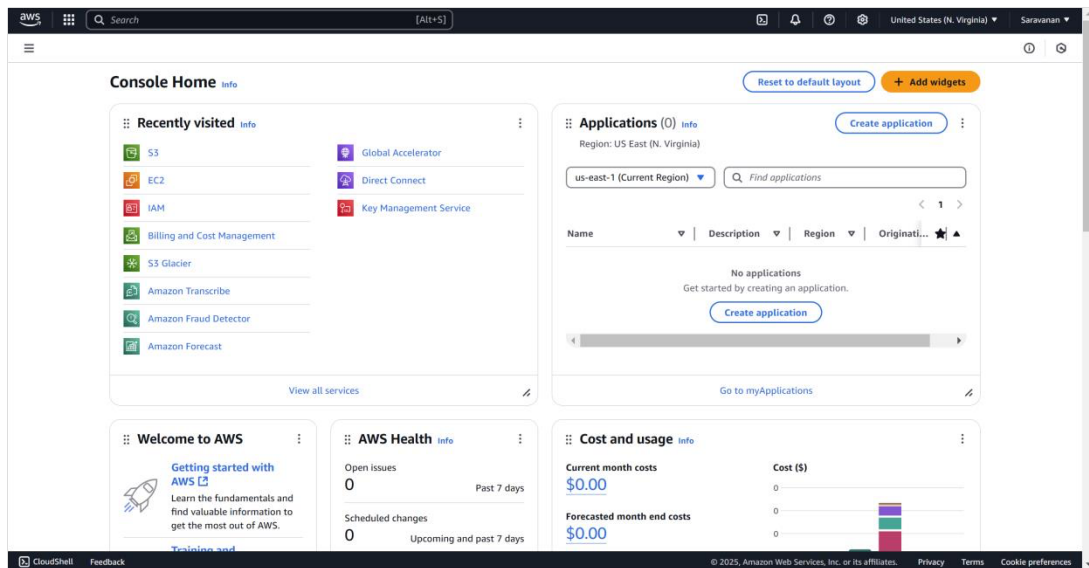 aws
Search [Alt+S]
United States (N. Virginia) ▼ Saravanan ▼
Console Home Info
Reset to default layout
+ Add widgets
Recently visited Info
S3
EC2
IAM
Billing and Cost Management
S3 Glacier
Amazon Transcribe
Amazon Fraud Detector
Amazon Forecast
Global Accelerator
Direct Connect
Key Management Service
View all services
Applications (0) Info
Create application
Region: US East (N. Virginia)
us-east-1 (Current Region) ▼
Find applications
1
Name Description Region Originati...
No applications
Get started by creating an application.
Create application
Go to myApplications
Welcome to AWS
Getting started with
AWS
Learn the fundamentals and
find valuable information to
get the most out of AWS.
Training and
AWS Health Info
Open issues
0 Past 7 days
Scheduled changes
0 Upcoming and past 7 days
Cost and usage Info
Current month costs
$0.00
Forecasted month end costs
$0.00
Cost ($)
0
0
0
CloudShell Feedback
© 2025, Amazon Web Services, Inc. or its affiliates. Privacy Terms Cookie preferences